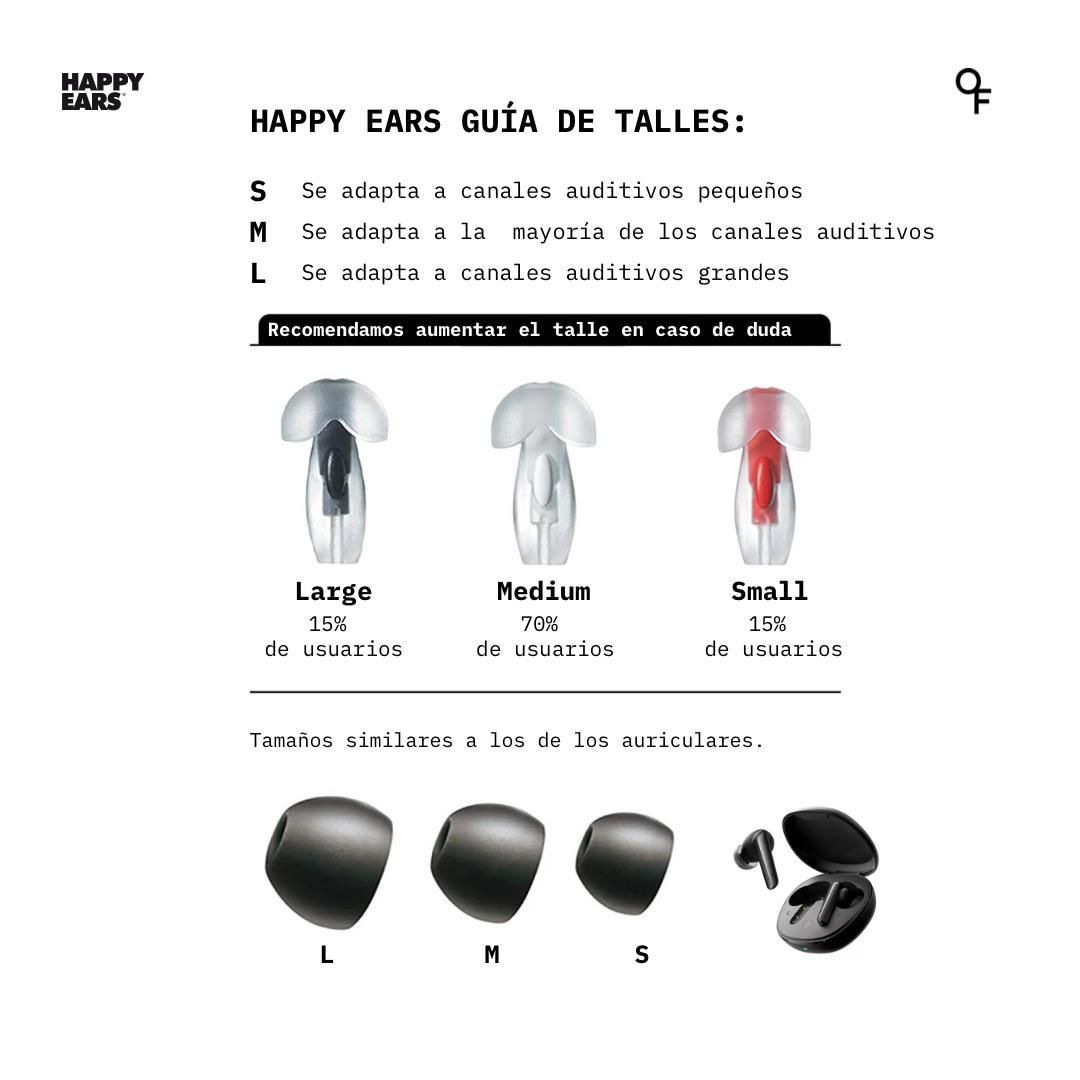 HAPPY
EARS
HAPPY EARS GUÍA DE TALLES:
S Se adapta a canales auditivos pequeños
M Se adapta a la mayoría de los canales auditivos
L Se adapta a canales auditivos grandes
Recomendamos aumentar el talle en caso de duda
Large Medium Small
15% 70% 15%
de usuarios de usuarios de usuarios
Tamaños similares a los de los auriculares.
L M S